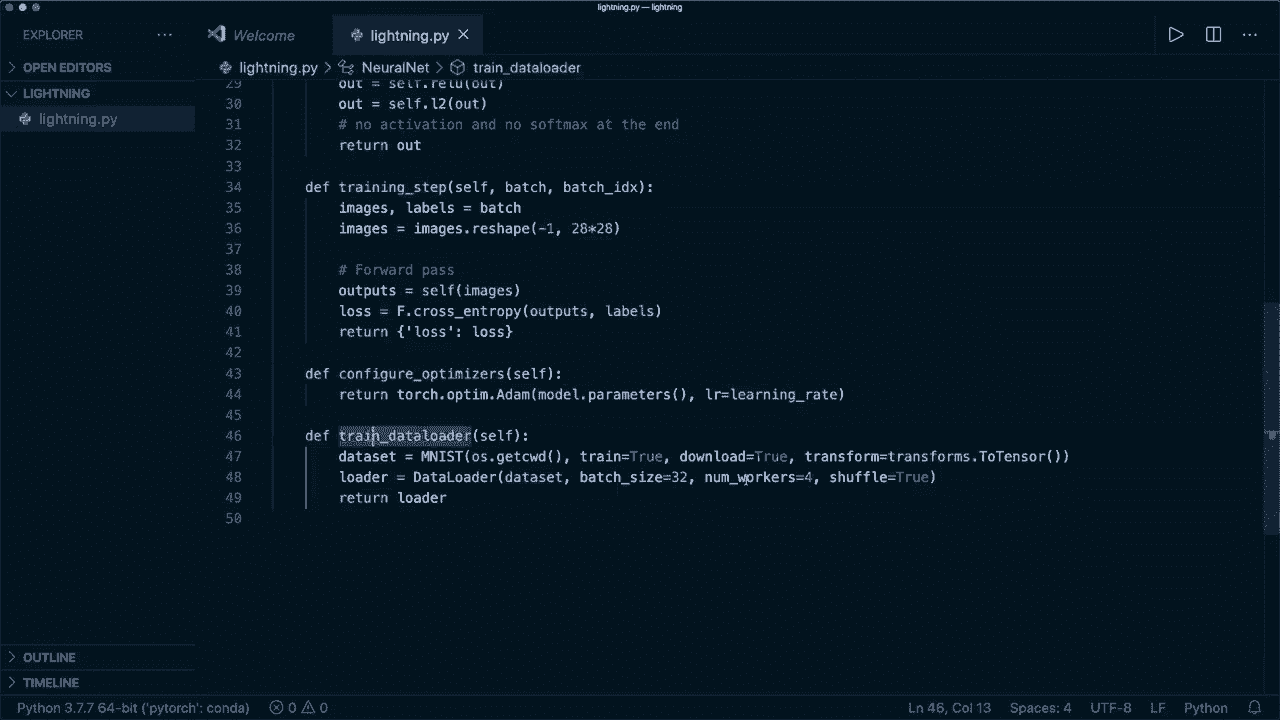 lightning.py — lightning
EXPLORER ···
Welcome
lightning.py ×
···
OPEN EDITORS
lightning.py > NeuralNet > train_dataloader
LIGHTNING
lightning.py
29 out = self.relu(out)
30 out = self.l2(out)
31 # no activation and no softmax at the end
32 return out
33
34 def training_step(self, batch, batch_idx):
35 images, labels = batch
36 images = images.reshape(-1, 28*28)
37
38 # Forward pass
39 outputs = self(images)
40 loss = F.cross_entropy(outputs, labels)
41 return {'loss': loss}
42
43 def configure_optimizers(self):
44 return torch.optim.Adam(model.parameters(), lr=learning_rate)
45
46 def train_dataloader(self):
47 dataset = MNIST(os.getcwd(), train=True, download=True, transform=transforms.ToTensor())
48 loader = DataLoader(dataset, batch_size=32, num_workers=4, shuffle=True)
49 return loader
50
OUTLINE
TIMELINE
Python 3.7.7 64-bit ('pytorch': conda) 0 0 Ln 46, Col 13 Spaces: 4 UTF-8 LF Python